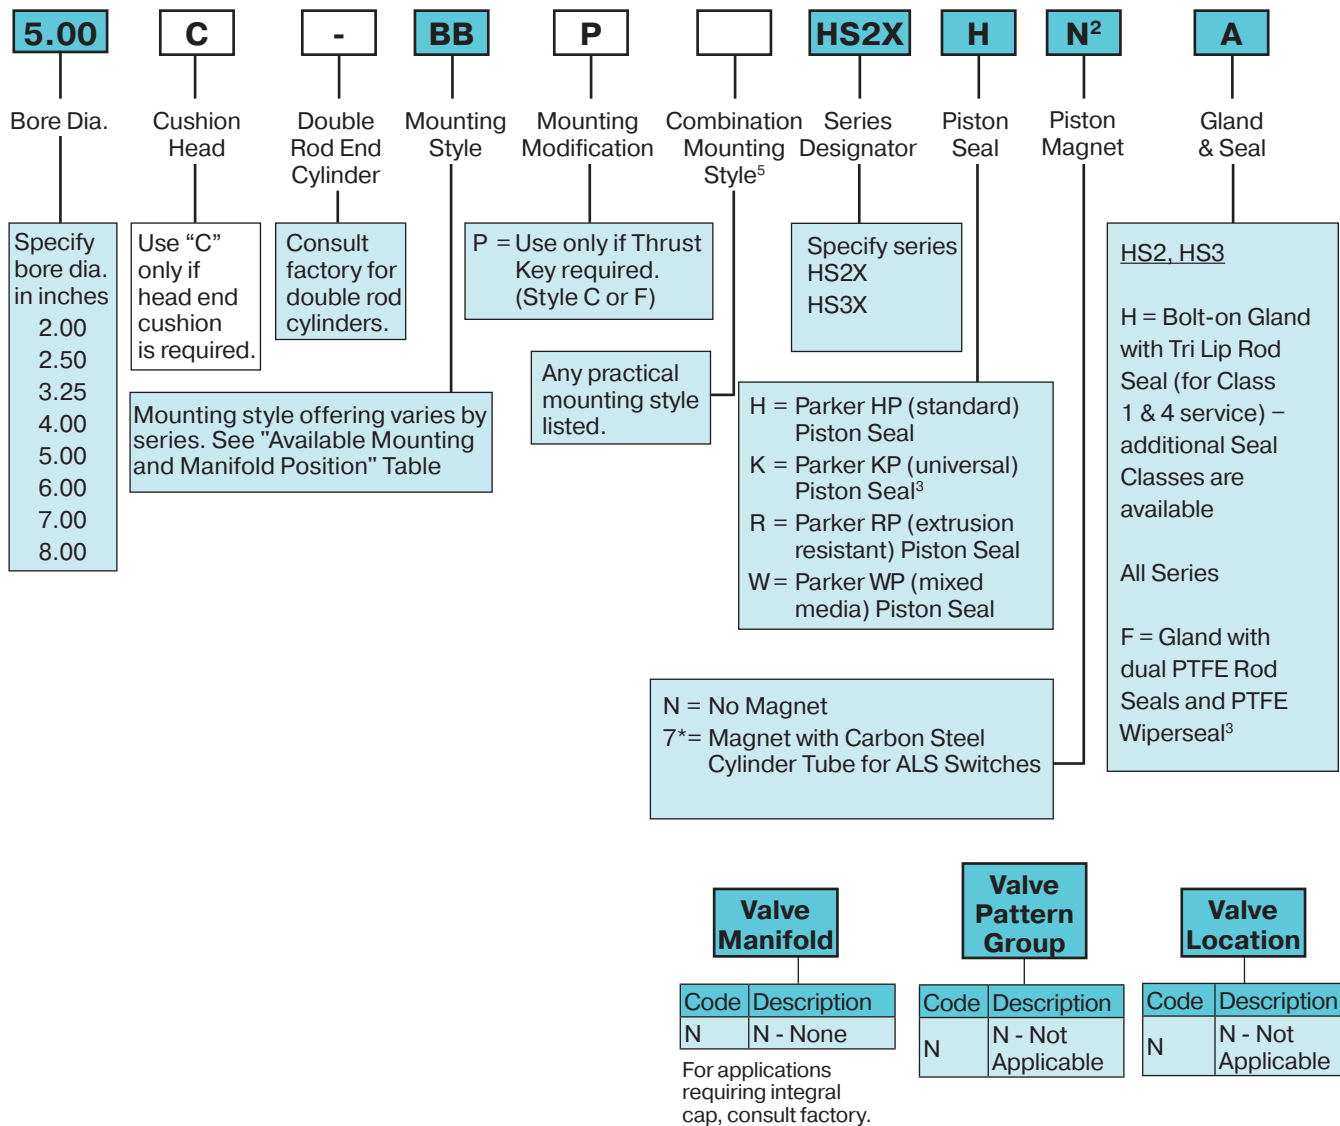 5.00 C - BB P HS2X H N² A
Bore Dia.
Cushion
Head
Double
Rod End
Cylinder
Mounting
Style
Mounting
Modification
Combination
Mounting
Style⁵
Series
Designator
Piston
Seal
Piston
Magnet
Gland
& Seal
Specify
bore dia.
in inches
2.00
2.50
3.25
4.00
5.00
6.00
7.00
8.00
Use “C”
only if
head end
cushion
is required.
Consult
factory for
double rod
cylinders.
Mounting style offering varies by
series. See "Available Mounting
and Manifold Position" Table
P = Use only if Thrust
Key required.
(Style C or F)
Any practical
mounting style
listed.
Specify series
HS2X
HS3X
H = Parker HP (standard)
Piston Seal
K = Parker KP (universal)
Piston Seal³
R = Parker RP (extrusion
resistant) Piston Seal
W = Parker WP (mixed
media) Piston Seal
N = No Magnet
7*= Magnet with Carbon Steel
Cylinder Tube for ALS Switches
HS2, HS3
H = Bolt-on Gland
with Tri Lip Rod
Seal (for Class
1 & 4 service) –
additional Seal
Classes are
available
All Series
F = Gland with
dual PTFE Rod
Seals and PTFE
Wiperseal³
Valve
Manifold
Code Description
N N - None
For applications
requiring integral
cap, consult factory.
Valve
Pattern
Group
Code Description
N N - Not
Applicable
Valve
Location
Code Description
N N - Not
Applicable